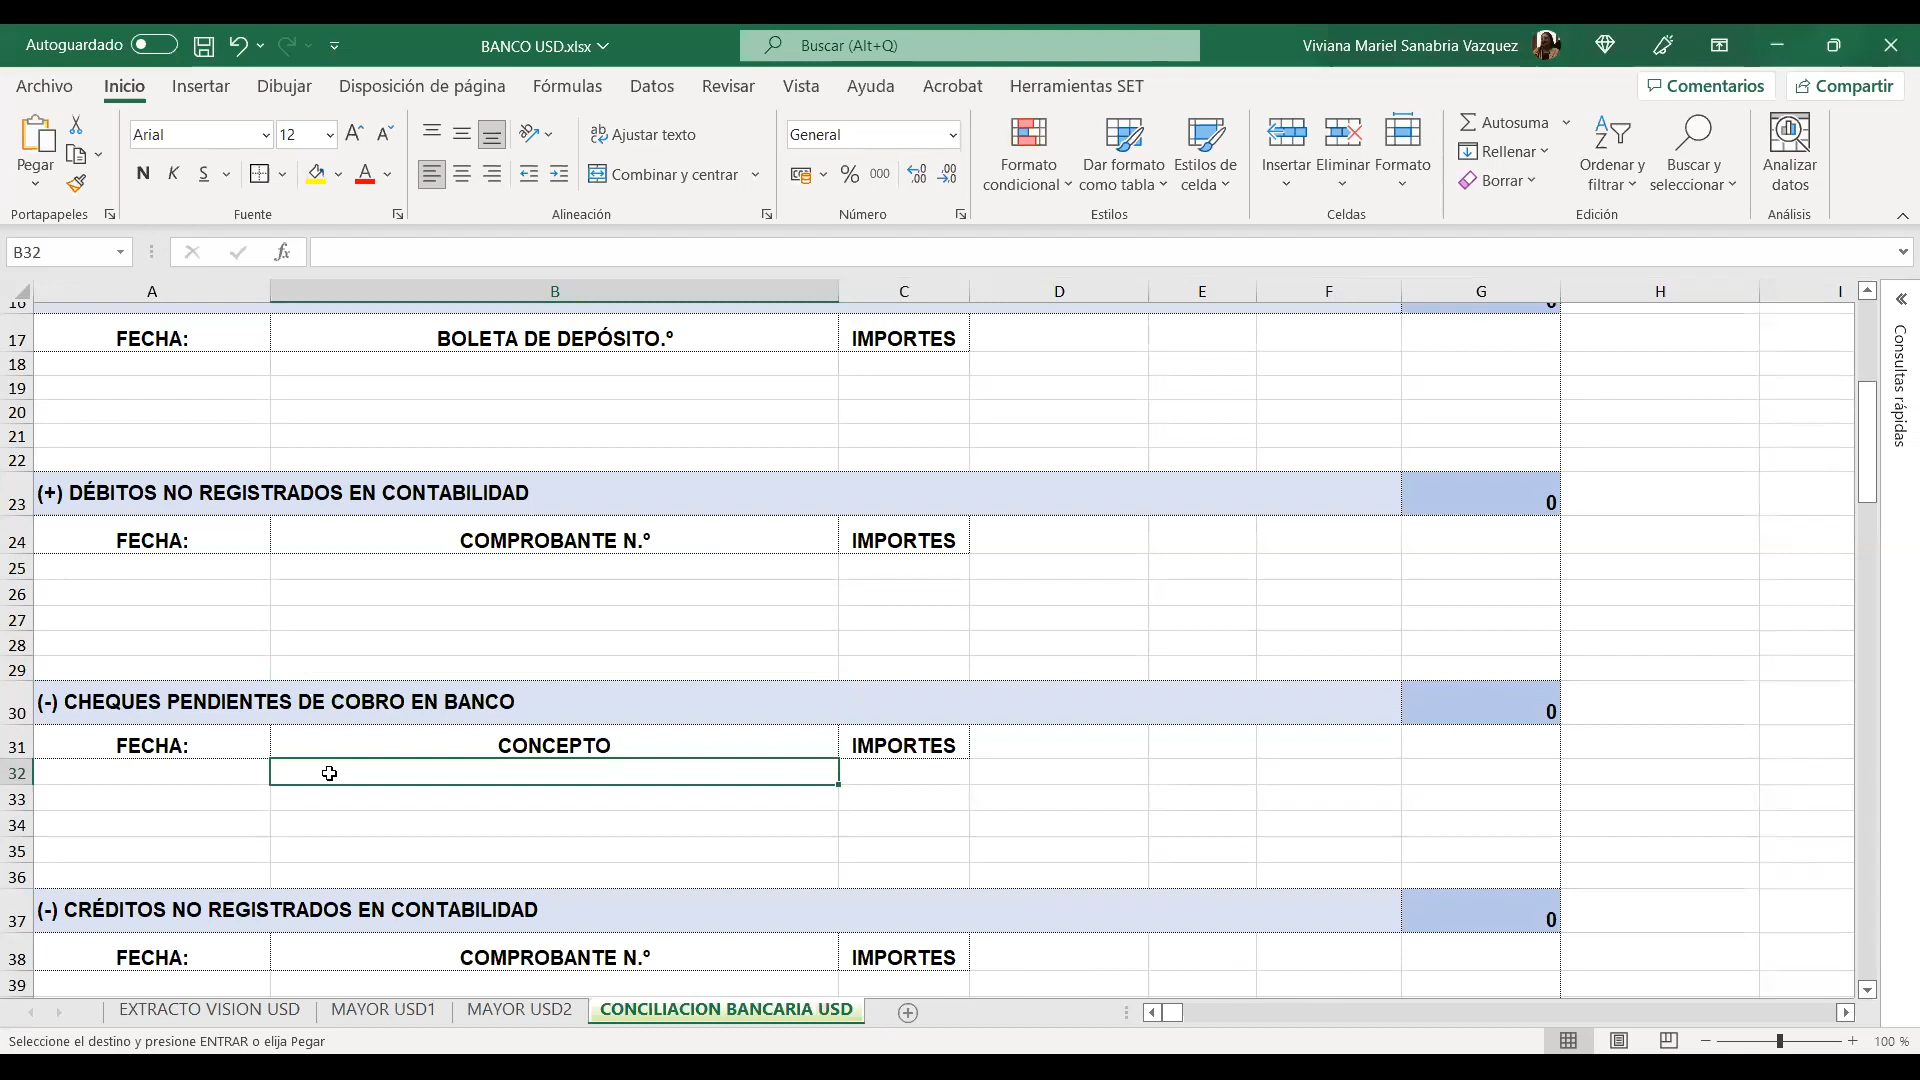 Autoguardado BANCO USD.xlsx Buscar (Alt+Q) Viviana Mariel Sanabria Vazquez
Archivo Inicio Insertar Dibujar Disposición de página Fórmulas Datos Revisar Vista Ayuda Acrobat Herramientas SET Comentarios Compartir
Pegar
Portapapeles
Arial 12
N K S A
Fuente
Ajustar texto
Combinar y centrar
Alineación
General
% 000
Número
Formato condicional
Dar formato como tabla
Estilos de celda
Estilos
Insertar Eliminar Formato
Celdas
Autosuma
Rellenar
Borrar
Ordenar y filtrar
Buscar y seleccionar
Edición
Analizar datos
Análisis
B32 fx
A B C D E F G H I
16 0
17 FECHA: BOLETA DE DEPÓSITO.º IMPORTES
18
19
20
21
22
23 (+) DÉBITOS NO REGISTRADOS EN CONTABILIDAD 0
24 FECHA: COMPROBANTE N.º IMPORTES
25
26
27
28
29
30 (-) CHEQUES PENDIENTES DE COBRO EN BANCO 0
31 FECHA: CONCEPTO IMPORTES
32
33
34
35
36
37 (-) CRÉDITOS NO REGISTRADOS EN CONTABILIDAD 0
38 FECHA: COMPROBANTE N.º IMPORTES
39
Consultas rápidas
EXTRACTO VISION USD MAYOR USD1 MAYOR USD2 CONCILIACION BANCARIA USD
Seleccione el destino y presione ENTRAR o elija Pegar 100 %